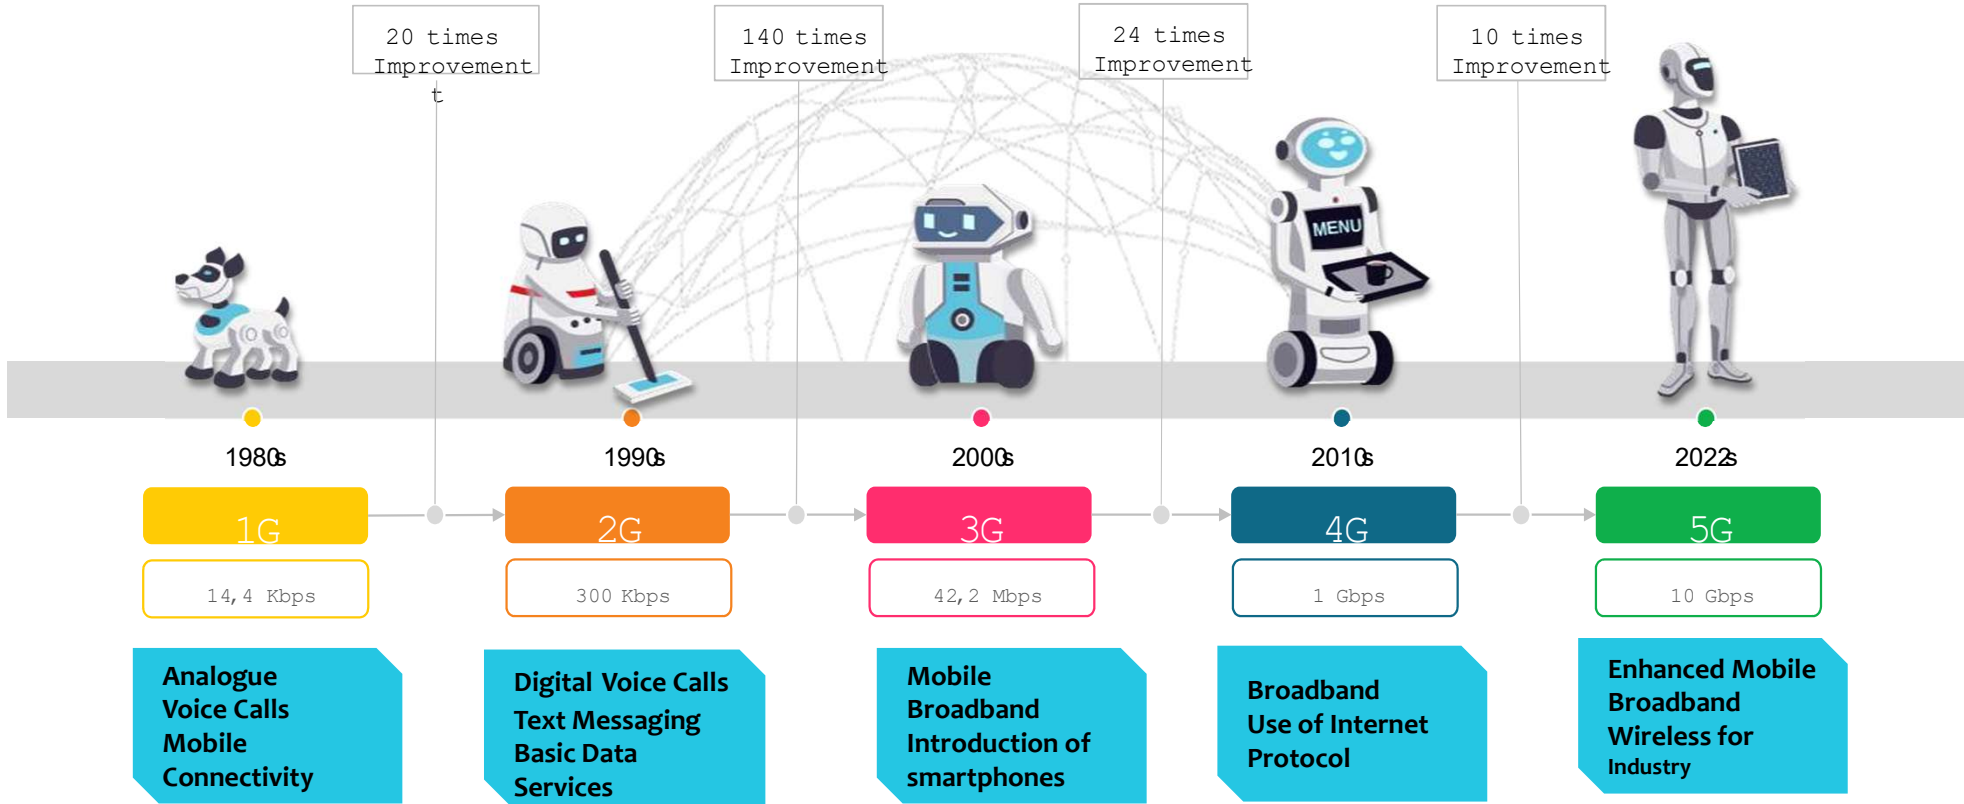 20 times
Improvement
t
140 times
Improvement
24 times
Improvement
10 times
Improvement
MENU
1980s
1990s
2000s
2010s
2022s
1G
2G
3G
4G
5G
14,4 Kbps
300 Kbps
42,2 Mbps
1 Gbps
10 Gbps
Analogue
Voice Calls
Mobile
Connectivity
Digital Voice Calls
Text Messaging
Basic Data
Services
Mobile
Broadband
Introduction of
smartphones
Broadband
Use of Internet
Protocol
Enhanced Mobile
Broadband
Wireless for
Industry